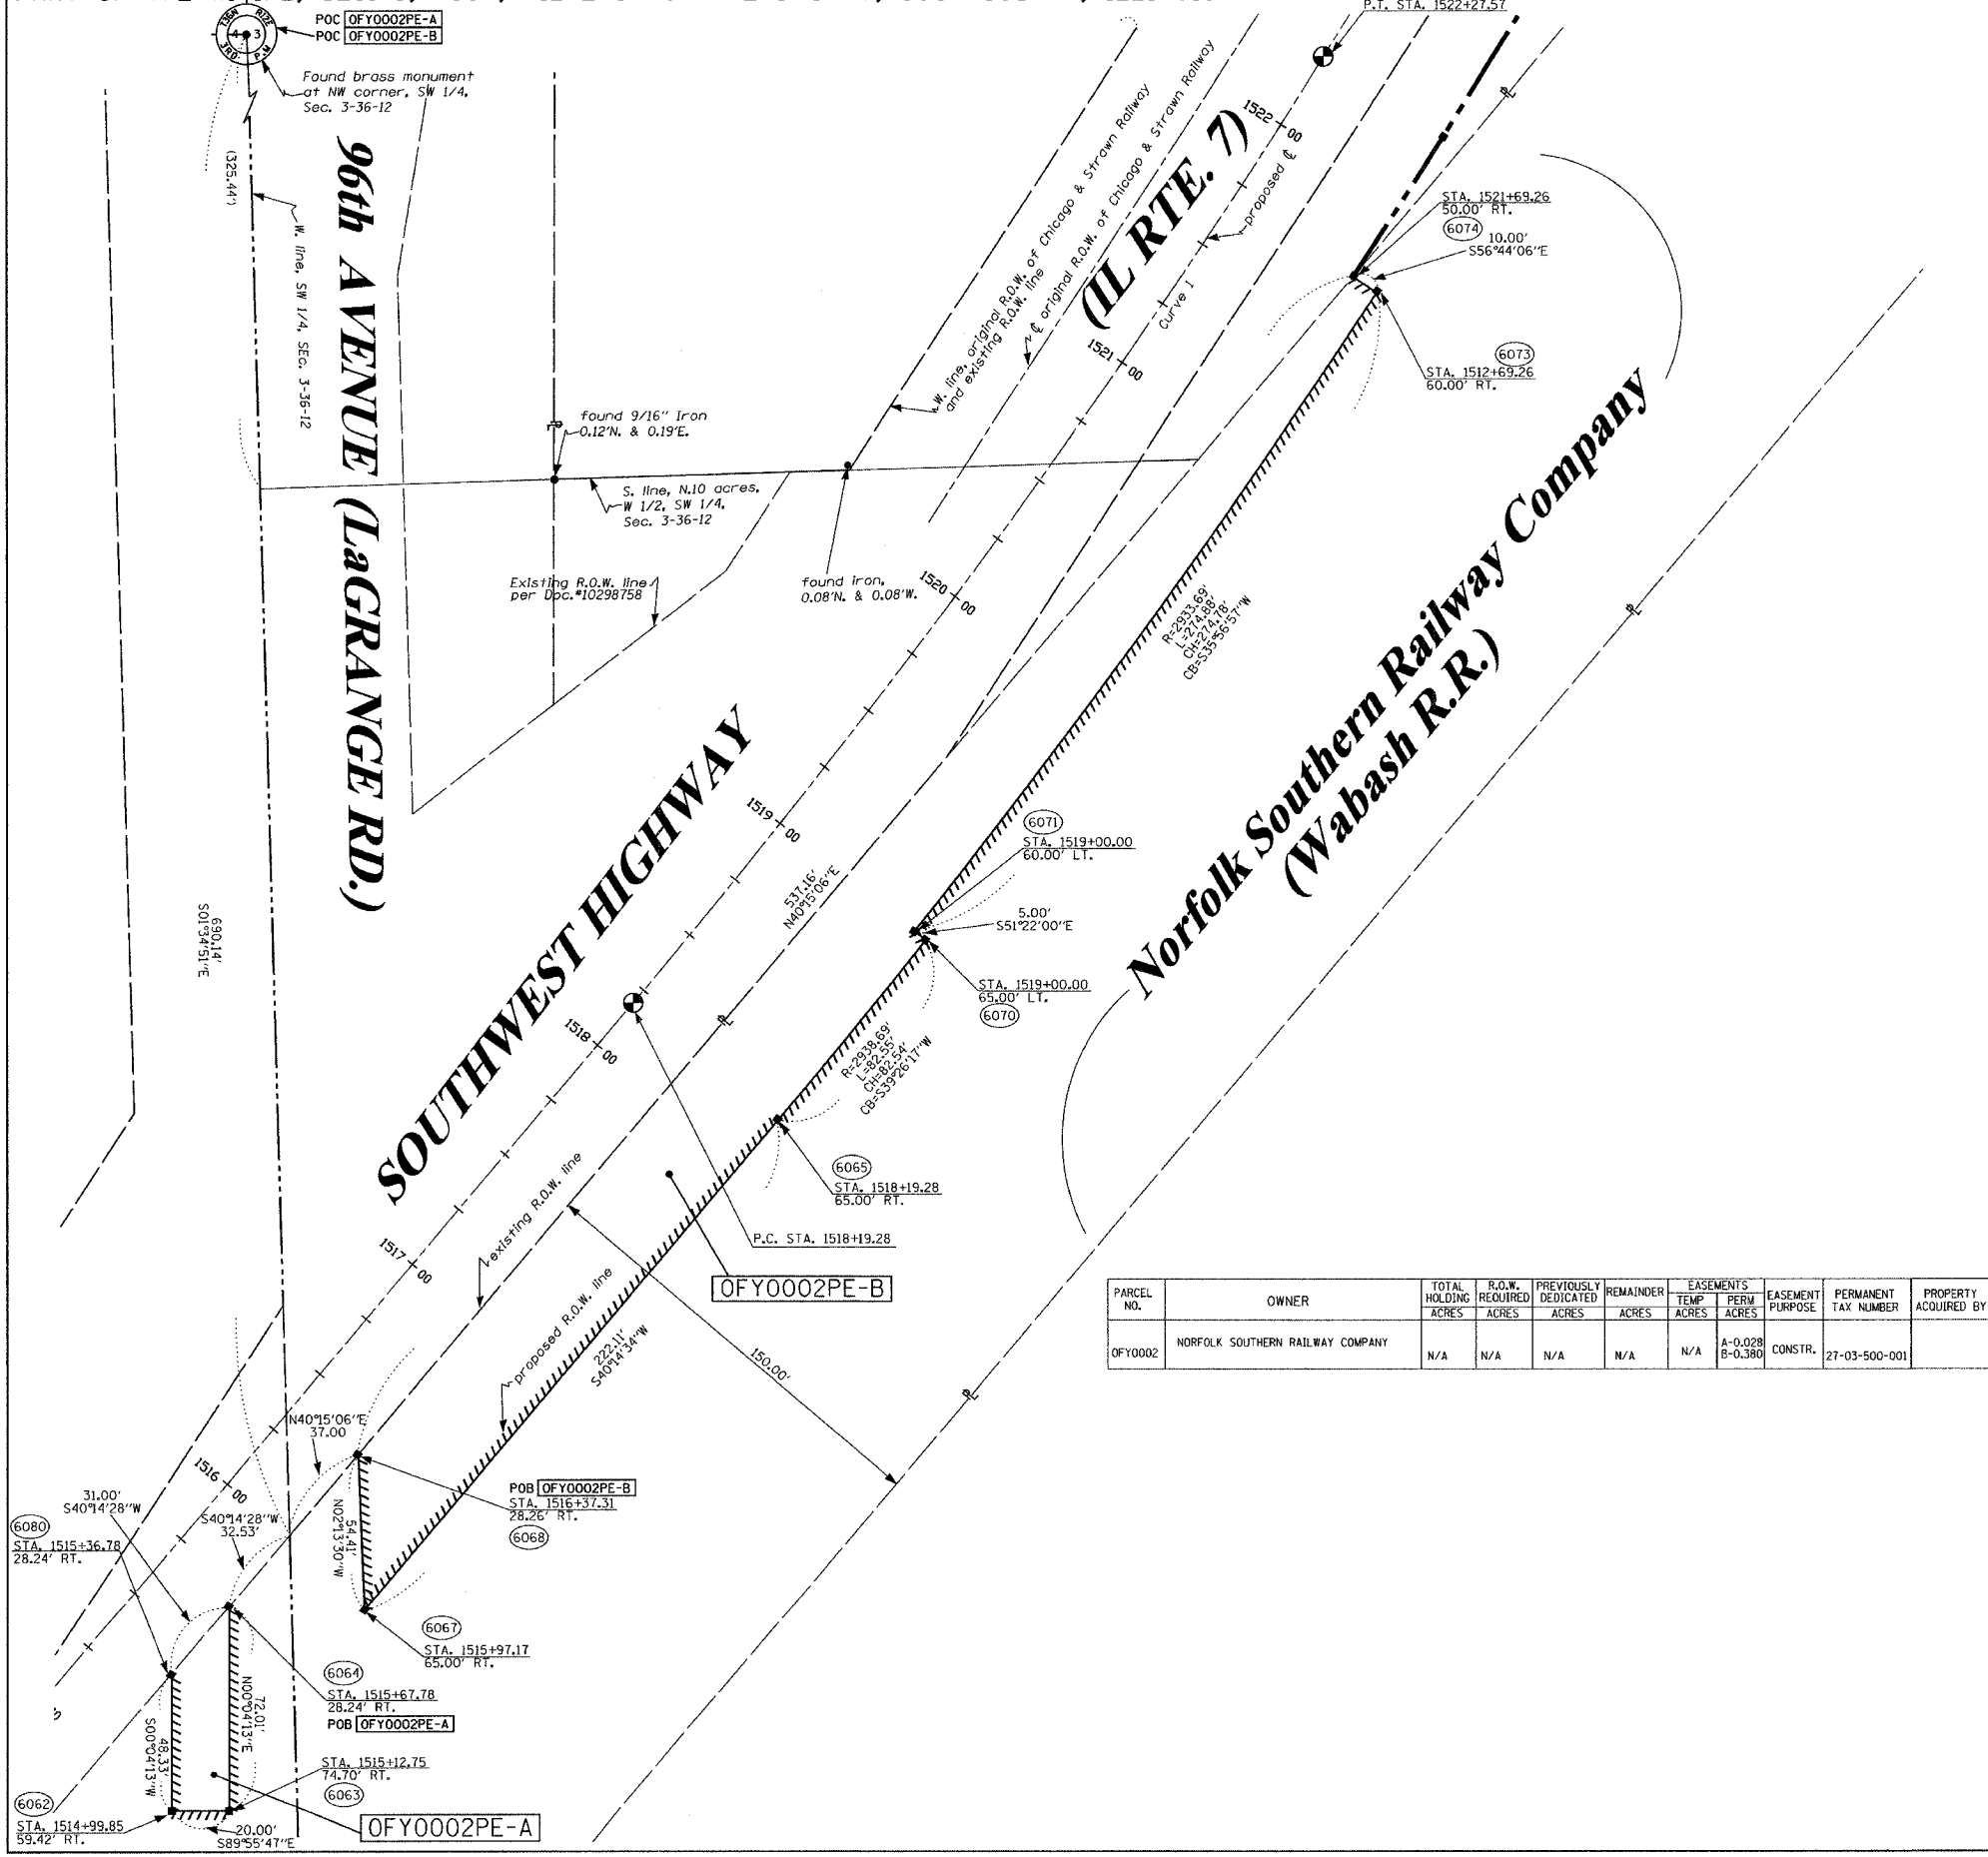 P.T. STA. 1522+27.57
T36N R12E
4 3
3RD. P.M
POC OFY0002PE-A
POC OFY0002PE-B
Found brass monument
at NW corner, SW 1/4,
Sec. 3-36-12
(325.44')
W. line, SW 1/4, SEc. 3-36-12
96th AVENUE (LaGRANGE RD.)
W. line, original R.O.W. of Chicago & Strawn Railway
and existing R.O.W. line
℄ original R.O.W. of Chicago & Strawn Railway
(IL RTE. 7)
1522 00
proposed ℄
Curve 1
1521 00
STA. 1521+69.26
50.00' RT.
6074
10.00'
S56°44'06"E
6073
STA. 1512+69.26
60.00' RT.
found 9/16" Iron
0.12'N. & 0.19'E.
S. line, N.10 acres,
W 1/2, SW 1/4,
Sec. 3-36-12
Existing R.O.W. line
per Doc.#10298758
found iron,
0.08'N. & 0.08'W.
1520 00
R=2933.69'
L=274.88'
CH=274.78'
CB=S35°56'57"W
Norfolk Southern Railway Company
(Wabash R.R.)
1519 00
SOUTHWEST HIGHWAY
537.16'
N40°15'06"E
6071
STA. 1519+00.00
60.00' LT.
5.00'
S51°22'00"E
STA. 1519+00.00
65.00' LT.
6070
690.14'
S01°34'51"E
1518 00
R=2938.69'
L=82.55'
CH=82.54'
CB=S39°26'17"W
6065
STA. 1518+19.28
65.00' RT.
P.C. STA. 1518+19.28
existing R.O.W. line
1517 00
OFY0002PE-B
proposed R.O.W. line
222.11'
S40°14'34"W
150.00'
PARCEL NO. OWNER TOTAL HOLDING ACRES R.O.W. REQUIRED ACRES PREVIOUSLY DEDICATED ACRES REMAINDER ACRES EASEMENTS TEMP ACRES PERM ACRES EASEMENT PURPOSE PERMANENT TAX NUMBER PROPERTY ACQUIRED BY
OFY0002 NORFOLK SOUTHERN RAILWAY COMPANY N/A N/A N/A N/A N/A A-0.028 B-0.380 CONSTR. 27-03-500-001
N40°15'06"E
37.00
1516 00
31.00'
S40°14'28"W
S40°14'28"W
32.53'
6080
STA. 1515+36.78
28.24' RT.
54.41'
N02°13'30"W
POB OFY0002PE-B
STA. 1516+37.31
28.26' RT.
6068
6067
STA. 1515+97.17
65.00' RT.
6064
STA. 1515+67.78
28.24' RT.
POB OFY0002PE-A
72.01'
N00°04'13"E
48.33'
S00°04'13"W
STA. 1515+12.75
74.70' RT.
6063
6062
STA. 1514+99.85
59.42' RT.
20.00'
S89°55'47"E
OFY0002PE-A